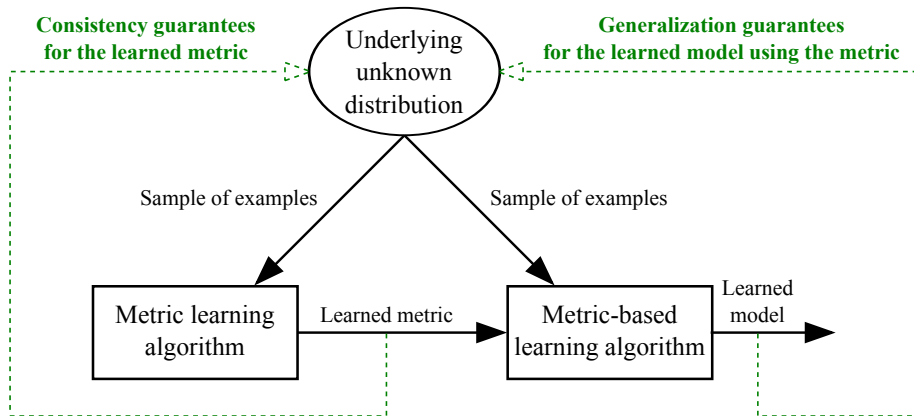 Consistency guarantees
for the learned metric
Underlying
unknown
distribution
Generalization guarantees
for the learned model using the metric
Sample of examples
Sample of examples
Metric learning
algorithm
Learned metric
Metric-based
learning algorithm
Learned
model